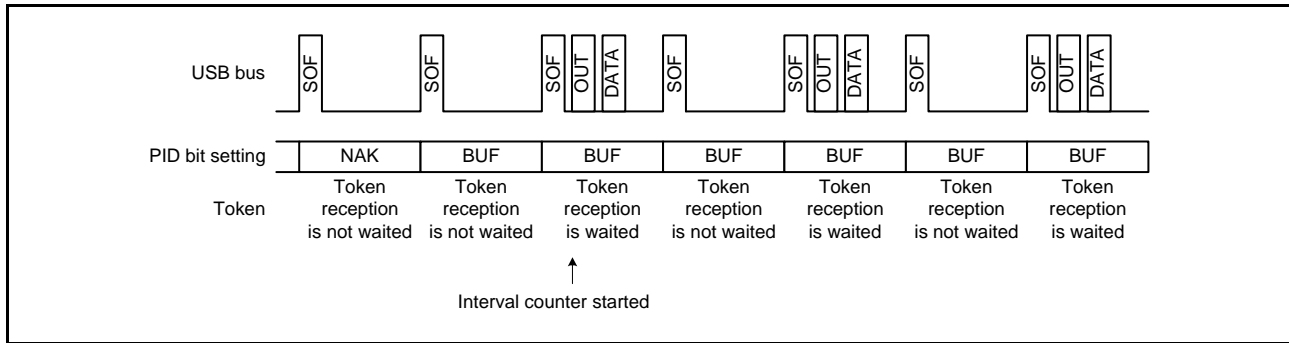 USB bus
SOF
SOF
SOF
OUT
DATA
SOF
SOF
OUT
DATA
SOF
SOF
OUT
DATA
PID bit setting
NAK
BUF
BUF
BUF
BUF
BUF
BUF
Token
Token
reception
is not waited
Token
reception
is not waited
Token
reception
is waited
Token
reception
is not waited
Token
reception
is waited
Token
reception
is not waited
Token
reception
is waited
Interval counter started